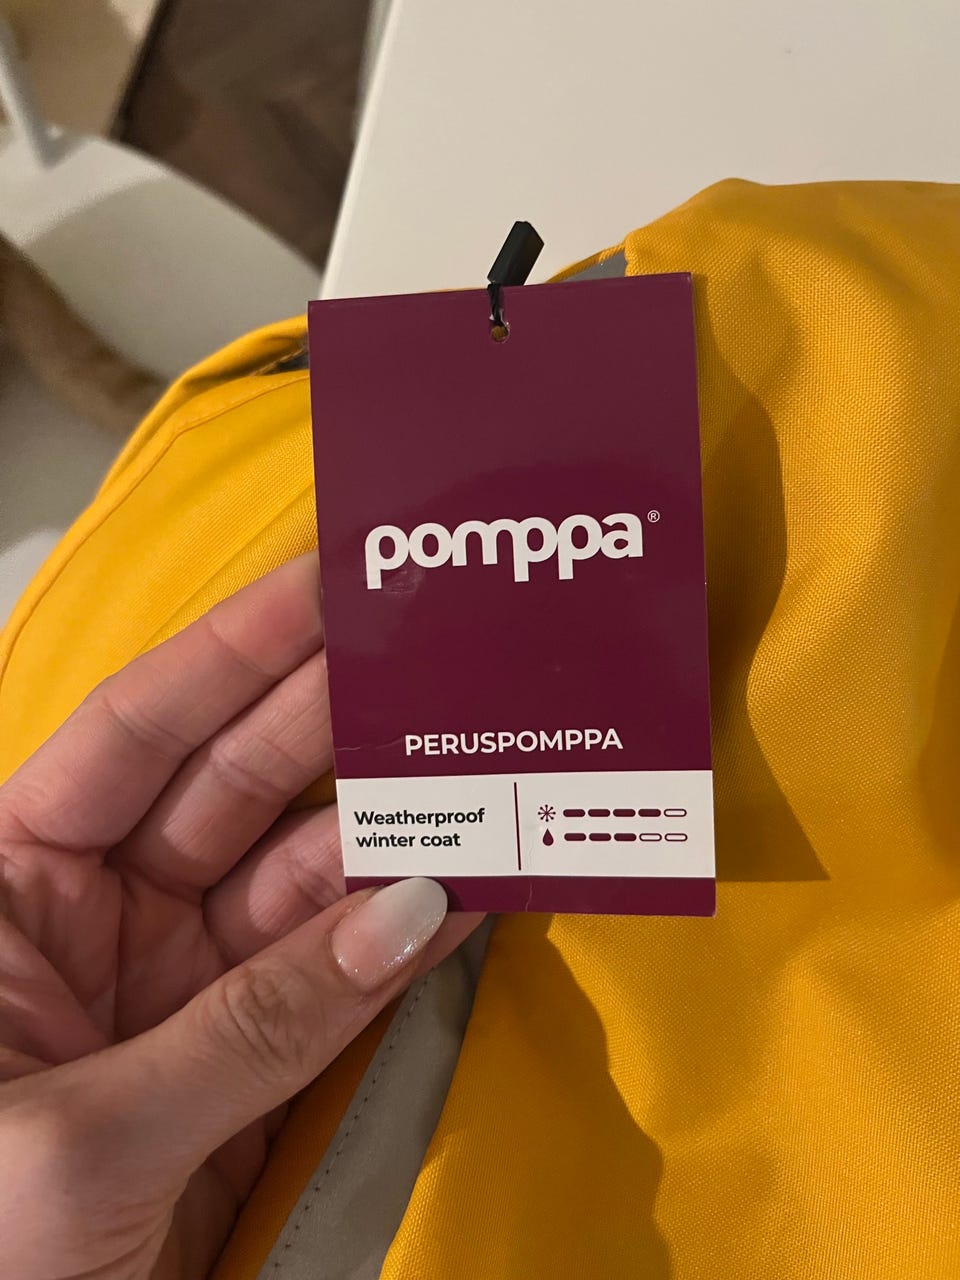 pomppa®
PERUSPOMPPA
Weatherproof
winter coat